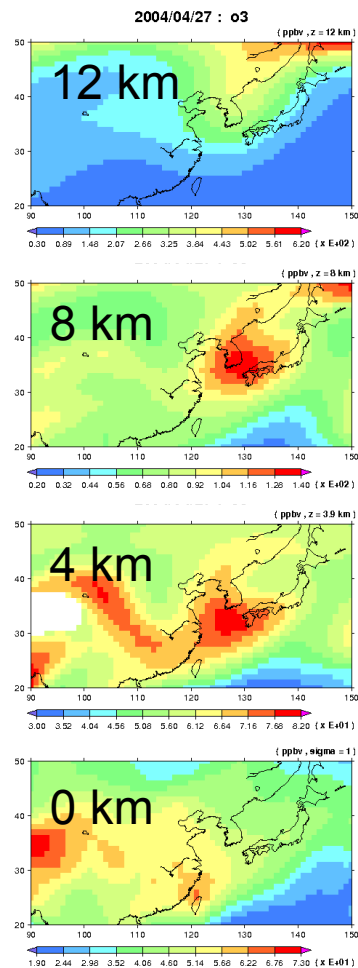 2004/04/27 : o3
( ppbv , z = 12 km )
12 km
50
40
30
20
90 100 110 120 130 140 150
0.30 0.89 1.48 2.07 2.66 3.25 3.84 4.43 5.02 5.61 6.20 ( x E+02 )
( ppbv , z = 8 km )
8 km
50
40
30
20
90 100 110 120 130 140 150
0.20 0.32 0.44 0.56 0.68 0.80 0.92 1.04 1.16 1.28 1.40 ( x E+02 )
( ppbv , z = 3.9 km )
4 km
50
40
30
20
90 100 110 120 130 140 150
3.00 3.52 4.04 4.56 5.08 5.60 6.12 6.64 7.16 7.68 8.20 ( x E+01 )
( ppbv , sigma = 1 )
0 km
50
40
30
20
90 100 110 120 130 140 150
1.90 2.44 2.98 3.52 4.06 4.60 5.14 5.68 6.22 6.76 7.30 ( x E+01 )